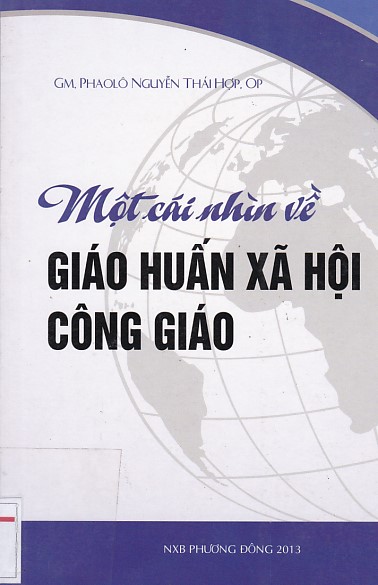 GM. PHAOLÔ NGUYỄN THÁI HỢP, OP
Một cái nhìn về
GIÁO HUẤN XÃ HỘI
CÔNG GIÁO
NXB PHƯƠNG ĐÔNG 2013